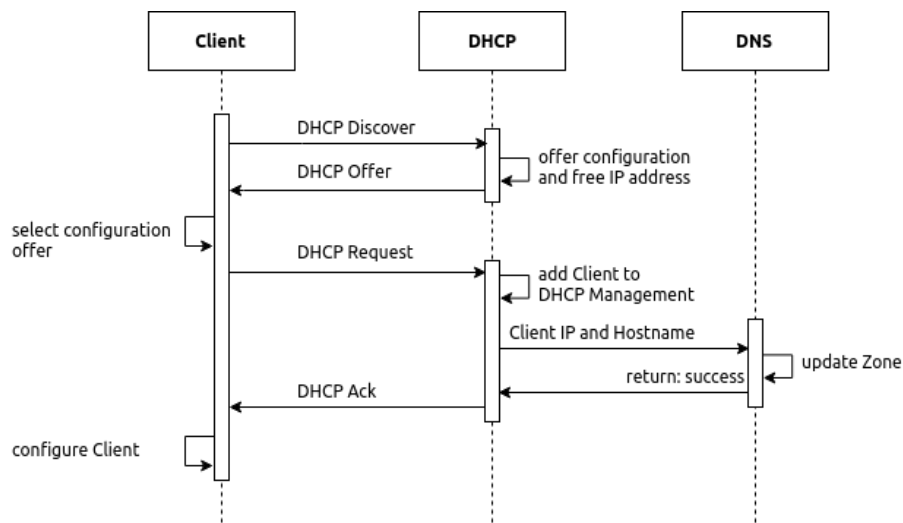 Client
DHCP
DNS
DHCP Discover
offer configuration
and free IP address
DHCP Offer
select configuration
offer
DHCP Request
add Client to
DHCP Management
Client IP and Hostname
update Zone
return: success
DHCP Ack
configure Client